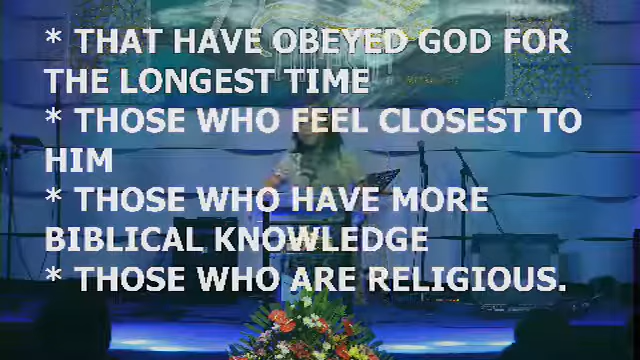 * THAT HAVE OBEYED GOD FOR
THE LONGEST TIME
* THOSE WHO FEEL CLOSEST TO
HIM
* THOSE WHO HAVE MORE
BIBLICAL KNOWLEDGE
* THOSE WHO ARE RELIGIOUS.